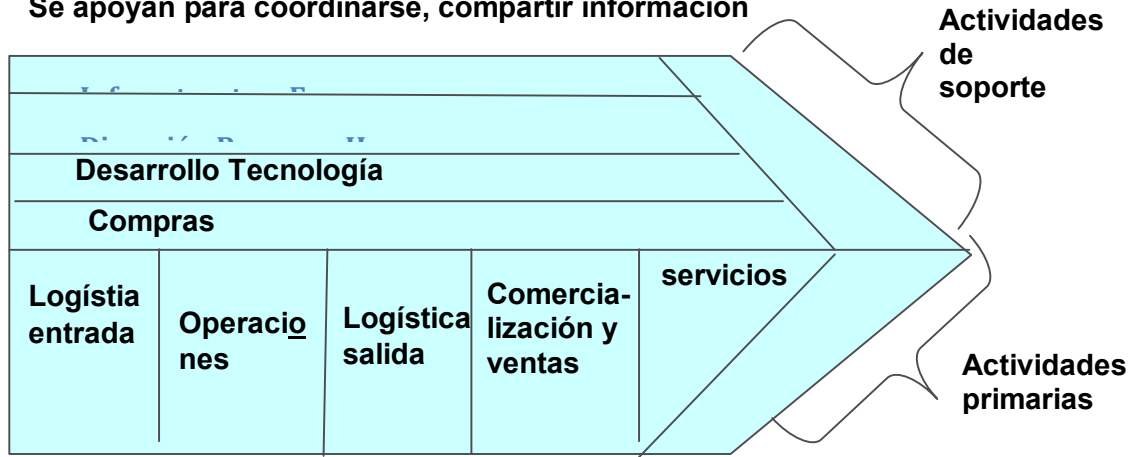 Se apoyan para coordinarse, compartir información
Actividades
de
soporte
Desarrollo Tecnología
Compras
Logístia
entrada
Operacio
nes
Logística
salida
Comercia-
lización y
ventas
servicios
Actividades
primarias